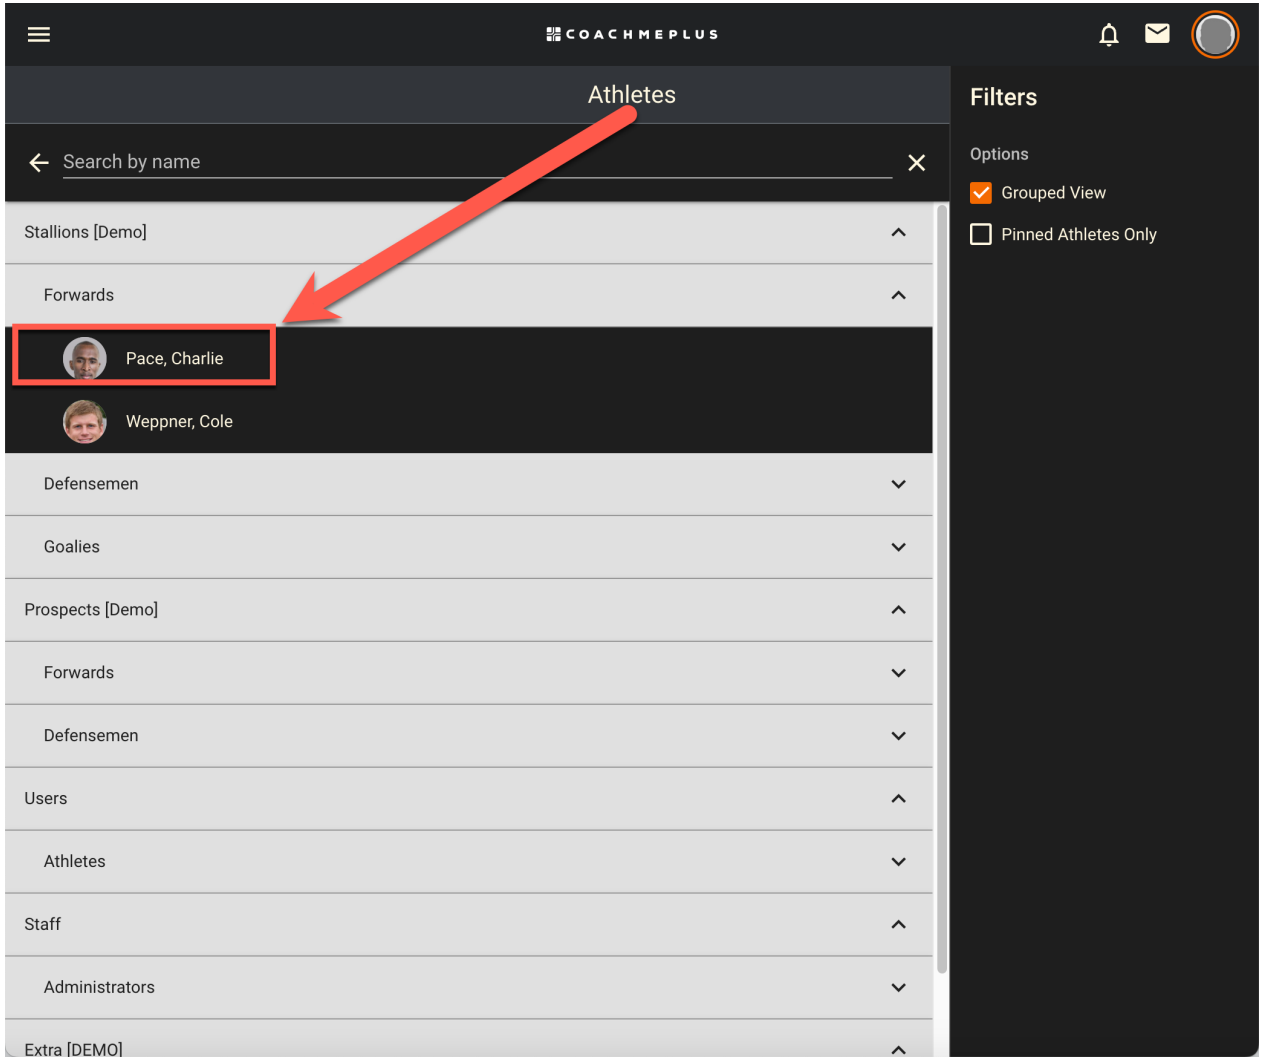 COACHMEPLUS
Athletes
Search by name
Stallions [Demo]
Forwards
Pace, Charlie
Weppner, Cole
Defensemen
Goalies
Prospects [Demo]
Forwards
Defensemen
Users
Athletes
Staff
Administrators
Extra [DEMO]
Filters
Options
Grouped View
Pinned Athletes Only